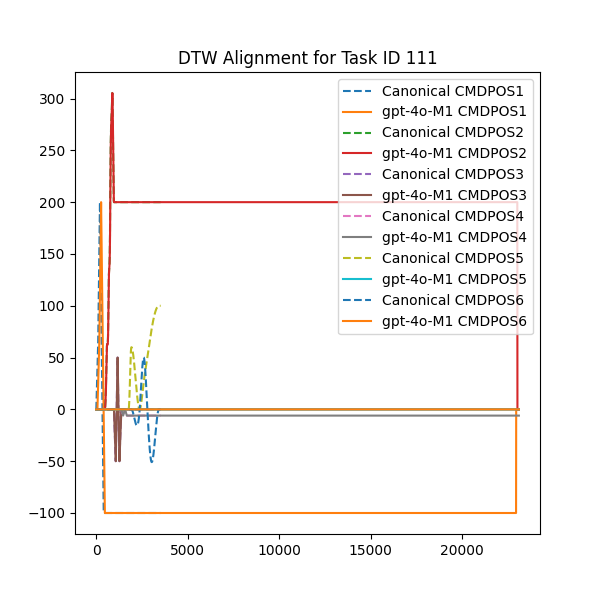 DTW Alignment for Task ID 111
300
250
200
150
100
50
0
−50
−100
0
5000
10000
15000
20000
Canonical CMDPOS1
gpt-4o-M1 CMDPOS1
Canonical CMDPOS2
gpt-4o-M1 CMDPOS2
Canonical CMDPOS3
gpt-4o-M1 CMDPOS3
Canonical CMDPOS4
gpt-4o-M1 CMDPOS4
Canonical CMDPOS5
gpt-4o-M1 CMDPOS5
Canonical CMDPOS6
gpt-4o-M1 CMDPOS6